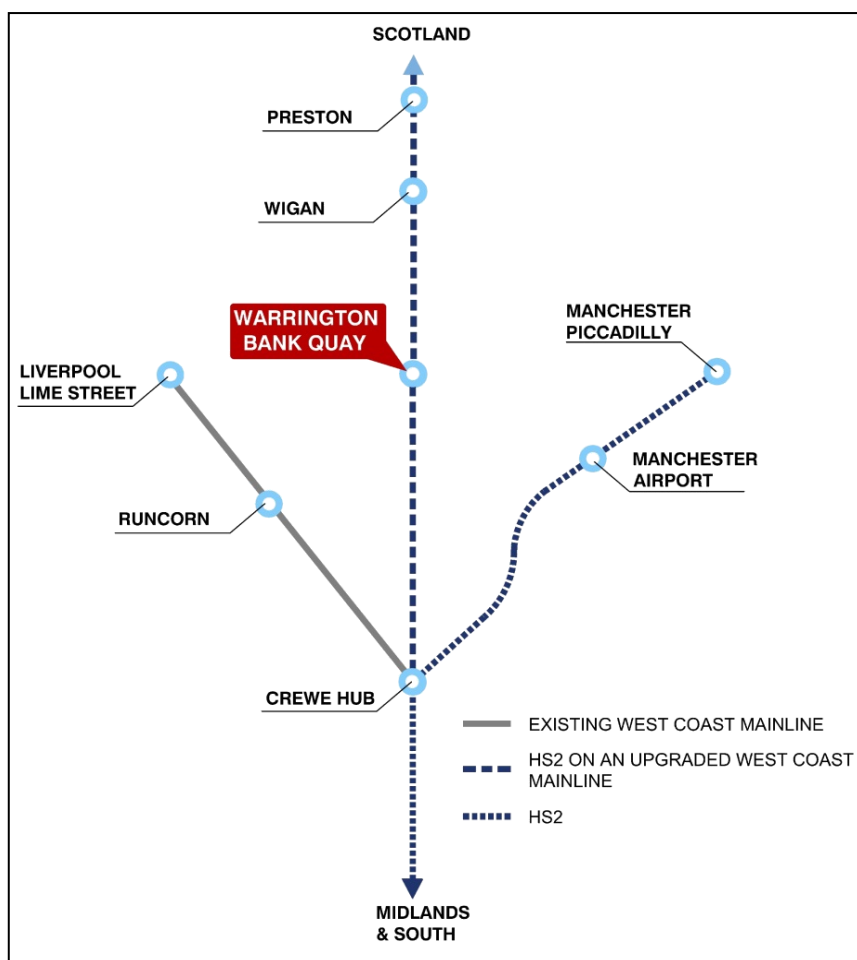 SCOTLAND
PRESTON
WIGAN
WARRINGTON
BANK QUAY
MANCHESTER
PICCADILLY
LIVERPOOL
LIME STREET
MANCHESTER
AIRPORT
RUNCORN
CREWE HUB
EXISTING WEST COAST MAINLINE
HS2 ON AN UPGRADED WEST COAST
MAINLINE
HS2
MIDLANDS
& SOUTH